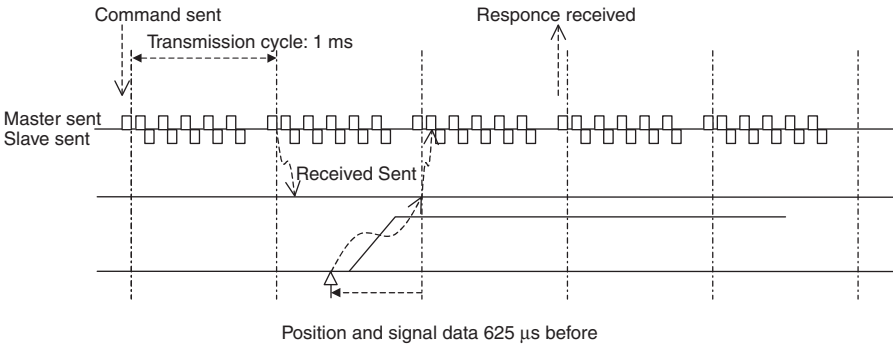 Command sent
Responce received
Transmission cycle: 1 ms
Master sent
Slave sent
Received Sent
Position and signal data 625 μs before